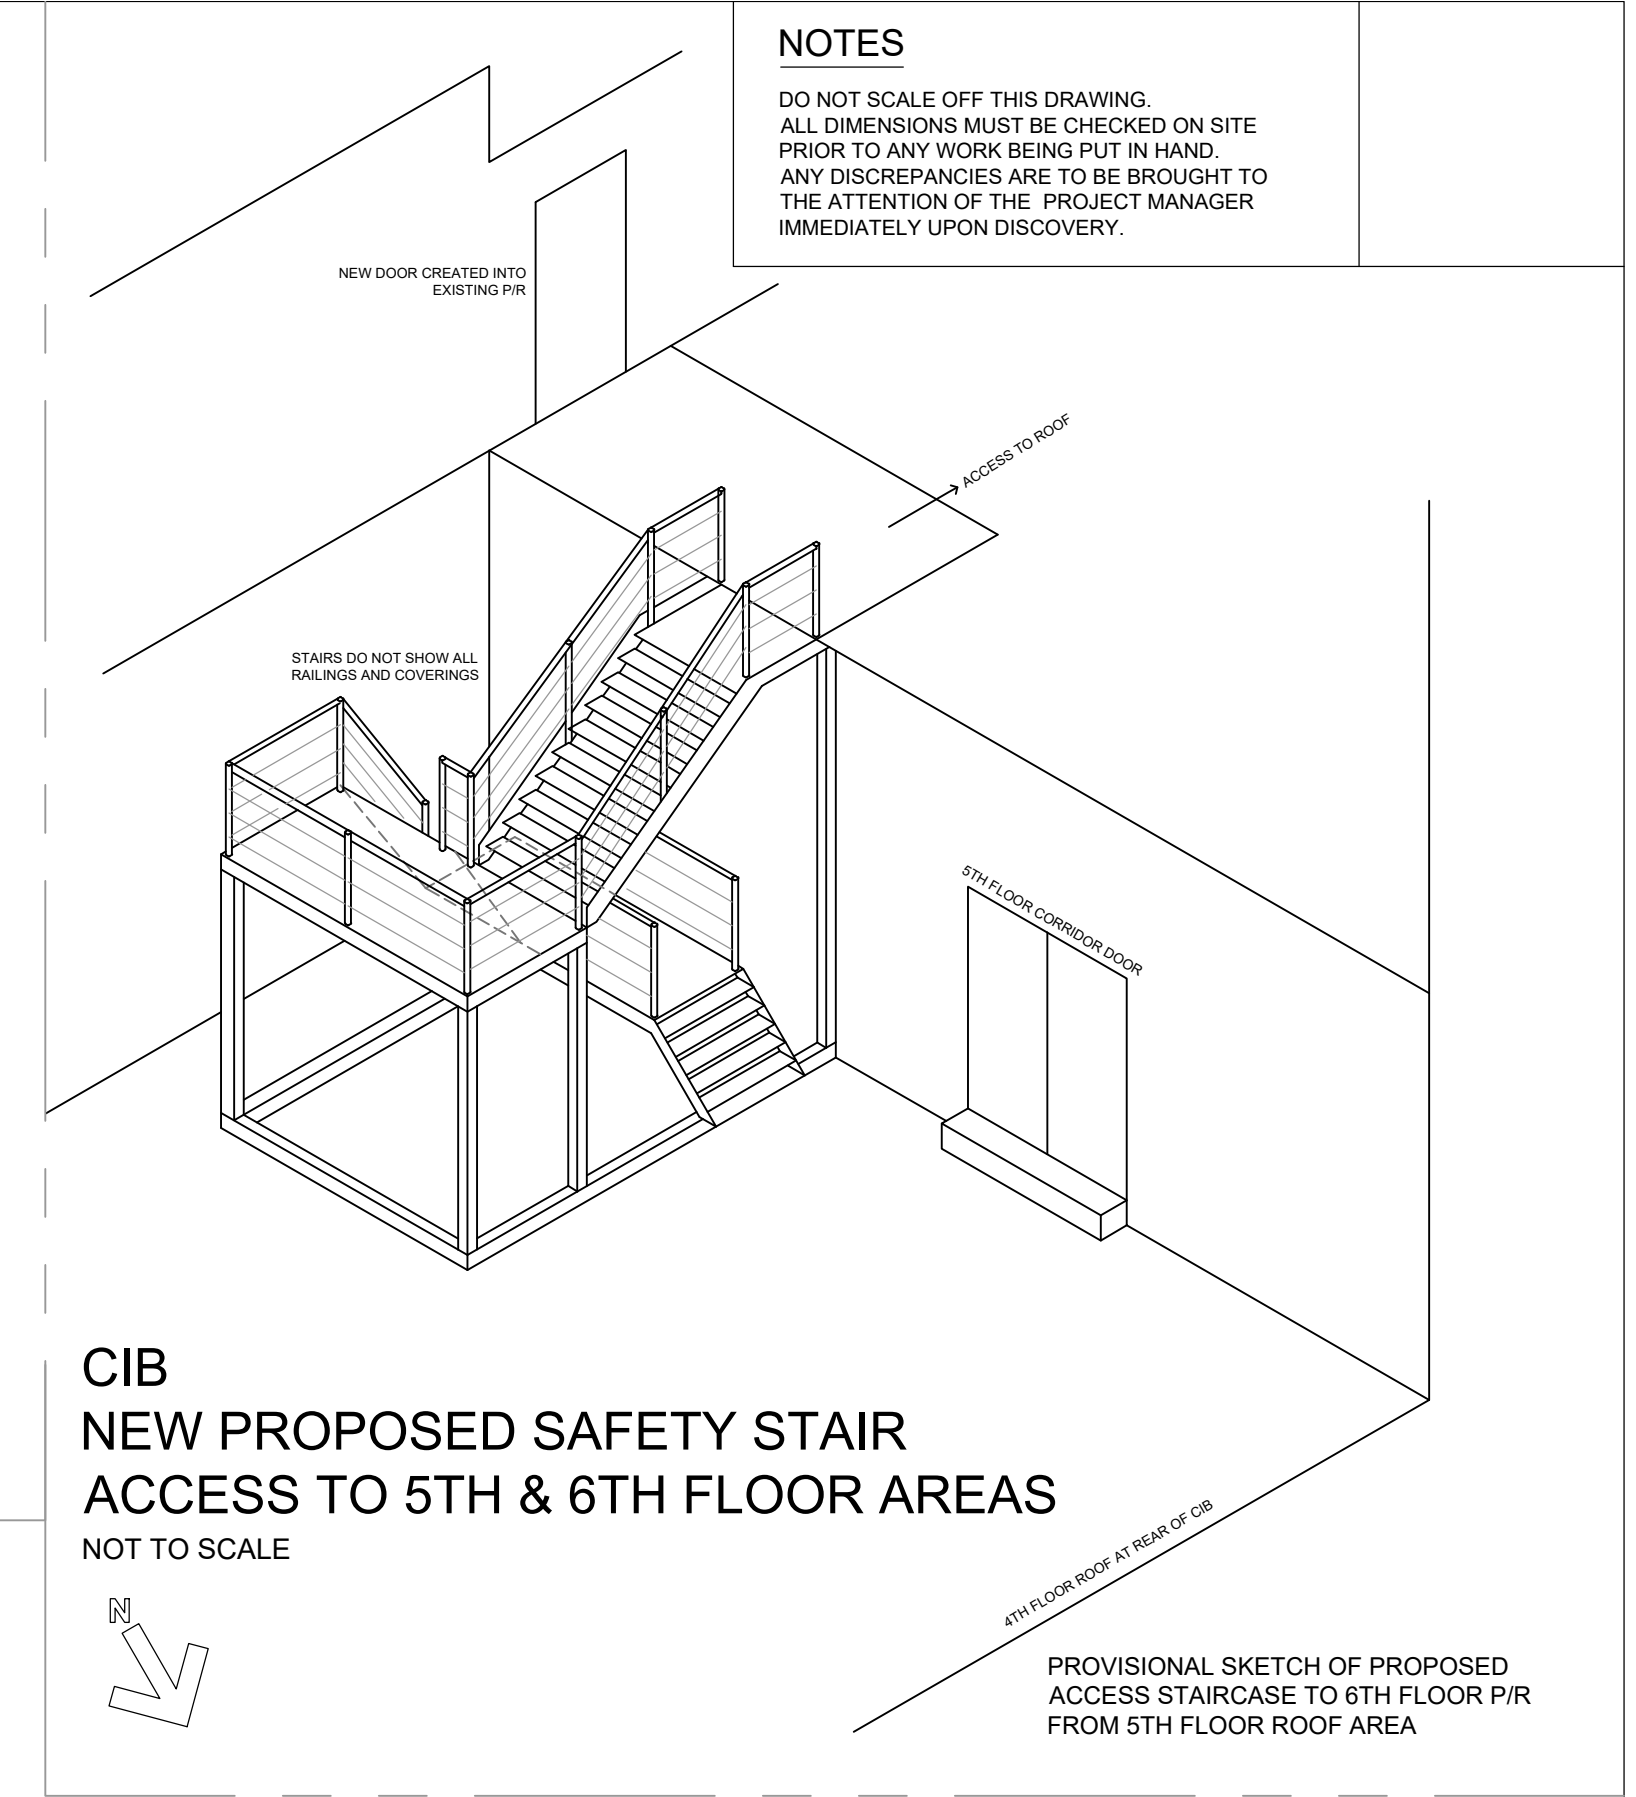 NOTES
DO NOT SCALE OFF THIS DRAWING.
ALL DIMENSIONS MUST BE CHECKED ON SITE
PRIOR TO ANY WORK BEING PUT IN HAND.
ANY DISCREPANCIES ARE TO BE BROUGHT TO
THE ATTENTION OF THE PROJECT MANAGER
IMMEDIATELY UPON DISCOVERY.
NEW DOOR CREATED INTO
EXISTING P/R
ACCESS TO ROOF
STAIRS DO NOT SHOW ALL
RAILINGS AND COVERINGS
5TH FLOOR CORRIDOR DOOR
CIB
NEW PROPOSED SAFETY STAIR
ACCESS TO 5TH & 6TH FLOOR AREAS
NOT TO SCALE
N
4TH FLOOR ROOF AT REAR OF CIB
PROVISIONAL SKETCH OF PROPOSED
ACCESS STAIRCASE TO 6TH FLOOR P/R
FROM 5TH FLOOR ROOF AREA